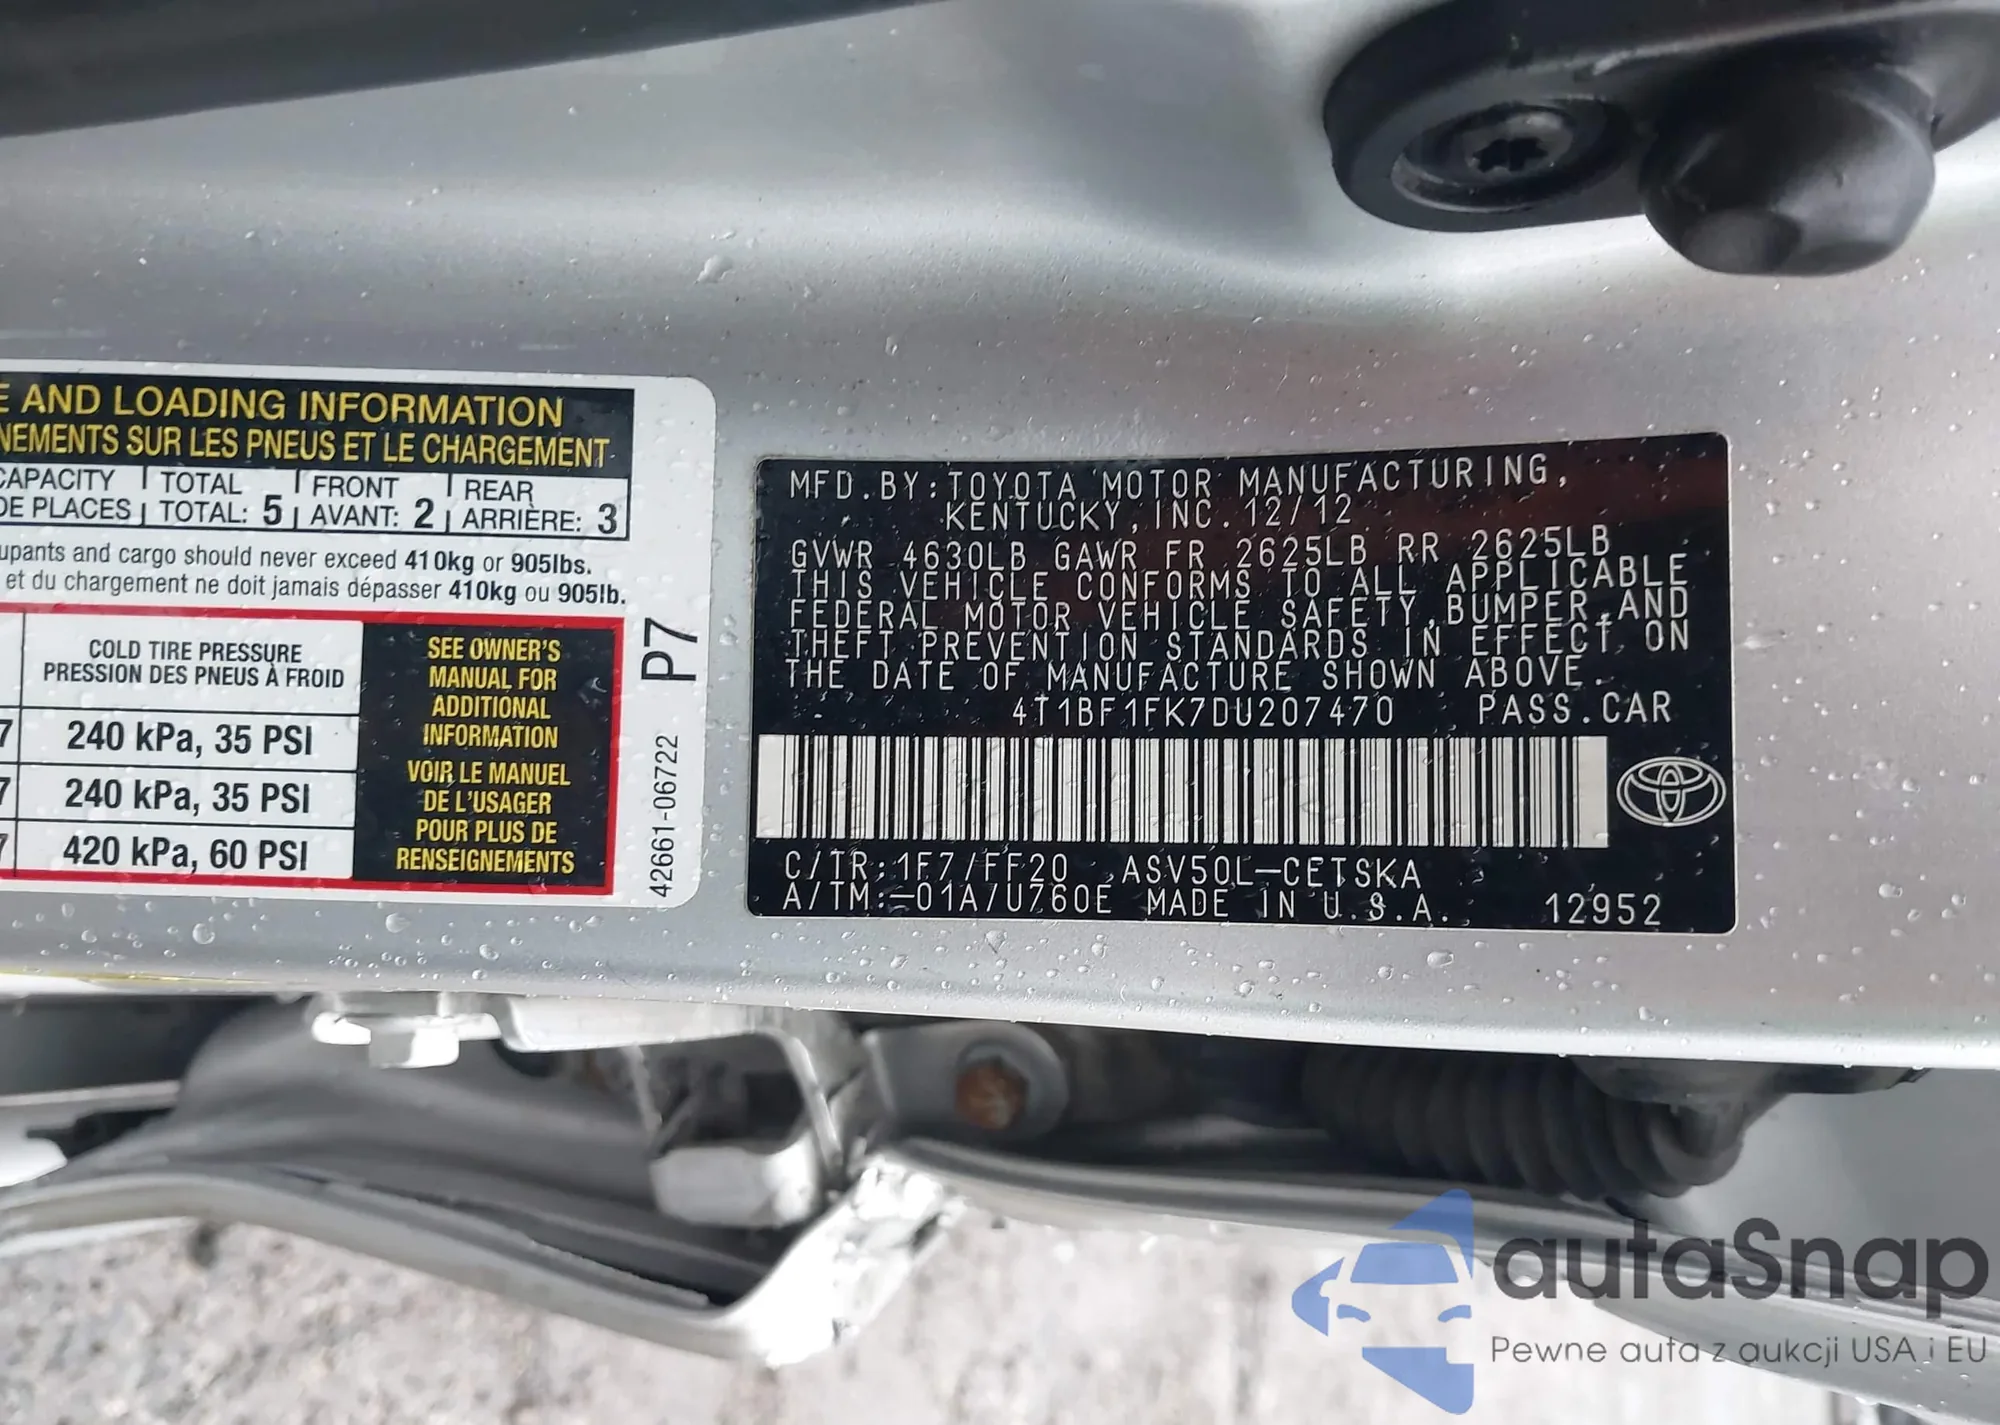 E AND LOADING INFORMATION
NEMENTS SUR LES PNEUS ET LE CHARGEMENT
CAPACITY TOTAL FRONT REAR
DE PLACES TOTAL: 5 AVANT: 2 ARRIÈRE: 3
upants and cargo should never exceed 410kg or 905lbs.
et du chargement ne doit jamais dépasser 410kg ou 905lb.
COLD TIRE PRESSURE
PRESSION DES PNEUS À FROID
7 240 kPa, 35 PSI
7 240 kPa, 35 PSI
7 420 kPa, 60 PSI
SEE OWNER'S
MANUAL FOR
ADDITIONAL
INFORMATION
VOIR LE MANUEL
DE L'USAGER
POUR PLUS DE
RENSEIGNEMENTS
P7
42661-06722
MFD.BY:TOYOTA MOTOR MANUFACTURING,
KENTUCKY,INC. 12/12
GVWR 4630LB GAWR FR 2625LB RR 2625LB
THIS VEHICLE CONFORMS TO ALL APPLICABLE
FEDERAL MOTOR VEHICLE SAFETY,BUMPER,AND
THEFT PREVENTION STANDARDS IN EFFECT ON
THE DATE OF MANUFACTURE SHOWN ABOVE.
4T1BF1FK7DU207470 PASS.CAR
C/TR:1F7/FF20 ASV50L-CETSKA
A/TM:-01A/U760E MADE IN U.S.A. 12952
autaSnap
Pewne auta z aukcji USA i EU